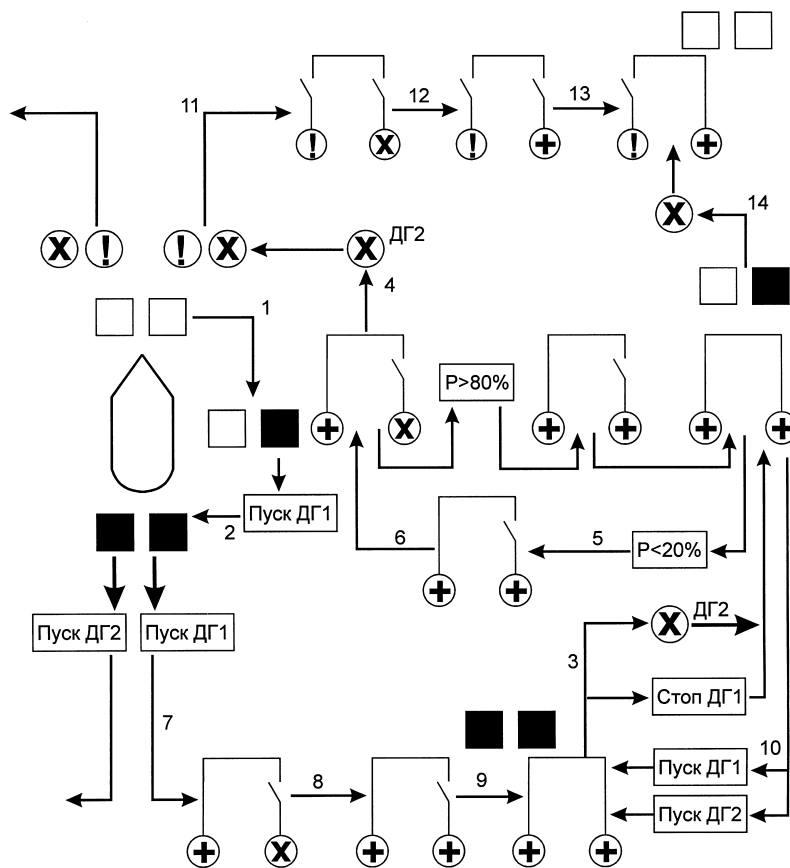 11
12
13
!
X
!
+
!
+
X
!
!
X
X
ДГ2
X
14
1
4
P>80%
+
X
+
+
+
+
Пуск ДГ1
2
6
5
P<20%
+
+
Пуск ДГ2
Пуск ДГ1
X
ДГ2
3
Стоп ДГ1
7
10
8
9
Пуск ДГ1
Пуск ДГ2
+
X
+
+
+
+